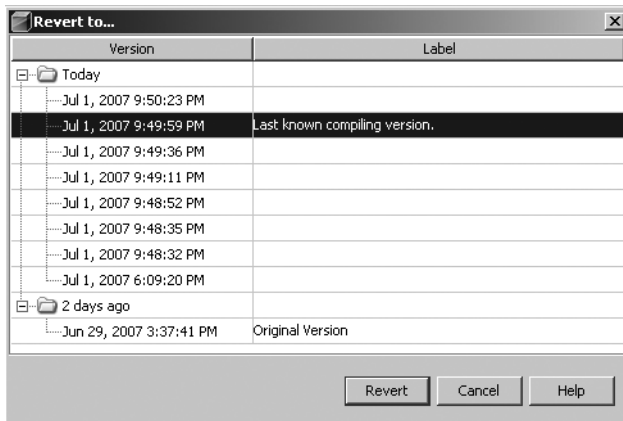 Revert to...
Version Label
Today
Jul 1, 2007 9:50:23 PM
Jul 1, 2007 9:49:59 PM Last known compiling version.
Jul 1, 2007 9:49:36 PM
Jul 1, 2007 9:49:11 PM
Jul 1, 2007 9:48:52 PM
Jul 1, 2007 9:48:35 PM
Jul 1, 2007 9:48:32 PM
Jul 1, 2007 6:09:20 PM
2 days ago
Jun 29, 2007 3:37:41 PM Original Version
Revert Cancel Help